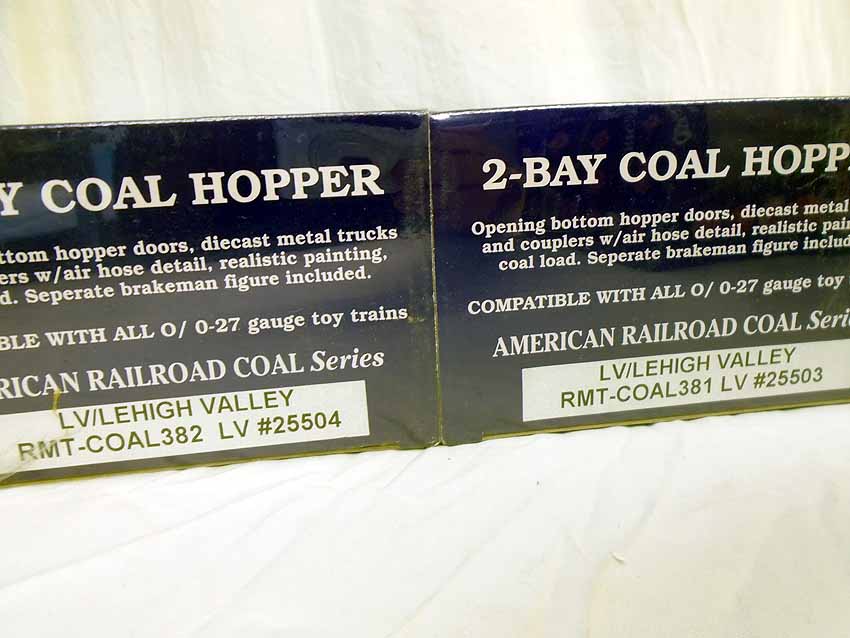 Y COAL HOPPER
ttom hopper doors, diecast metal trucks
ers w/air hose detail, realistic painting,
d. Seperate brakeman figure included.
BLE WITH ALL O/ 0-27 gauge toy trains
RICAN RAILROAD COAL Series
LV/LEHIGH VALLEY
RMT-COAL382 LV #25504
2-BAY COAL HOPP
Opening bottom hopper doors, diecast metal
and couplers w/air hose detail, realistic pain
coal load. Seperate brakeman figure includ
COMPATIBLE WITH ALL O/ 0-27 gauge toy
AMERICAN RAILROAD COAL Seri
LV/LEHIGH VALLEY
RMT-COAL381 LV #25503